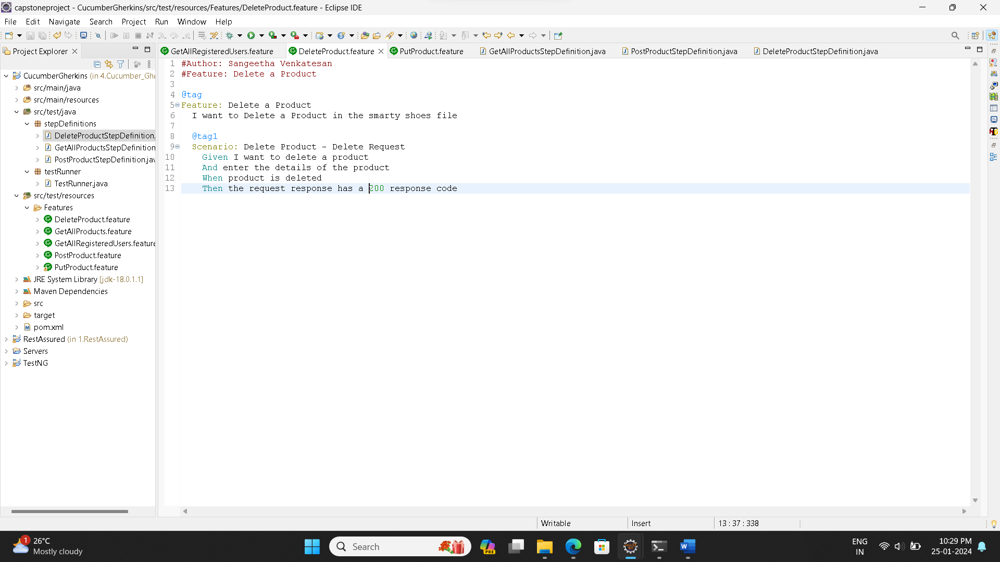 capstoneproject - CucumberGherkins/src/test/resources/Features/DeleteProduct.feature - Eclipse IDE
File Edit Navigate Search Project Run Window Help
Project Explorer
GetAllRegisteredUsers.feature
DeleteProduct.feature
PutProduct.feature
GetAllProductsStepDefinition.java
PostProductStepDefinition.java
DeleteProductStepDefinition.java
CucumberGherkins (in 4.Cucumber_Ghe
src/main/java
src/main/resources
src/test/java
stepDefinitions
DeleteProductStepDefinition.
GetAllProductsStepDefinition
PostProductStepDefinition.jav
testRunner
TestRunner.java
src/test/resources
Features
DeleteProduct.feature
GetAllProducts.feature
GetAllRegisteredUsers.feature
PostProduct.feature
PutProduct.feature
JRE System Library [jdk-18.0.1.1]
Maven Dependencies
src
target
pom.xml
RestAssured (in 1.RestAssured)
Servers
TestNG
1 #Author: Sangeetha Venkatesan
2 #Feature: Delete a Product
3
4 @tag
5 Feature: Delete a Product
6 I want to Delete a Product in the smarty shoes file
7
8 @tag1
9 Scenario: Delete Product - Delete Request
10 Given I want to delete a product
11 And enter the details of the product
12 When product is deleted
13 Then the request response has a 200 response code
Writable
Insert
13 : 37 : 338
1
26°C
Mostly cloudy
Search
PRE
ENG
IN
10:29 PM
25-01-2024